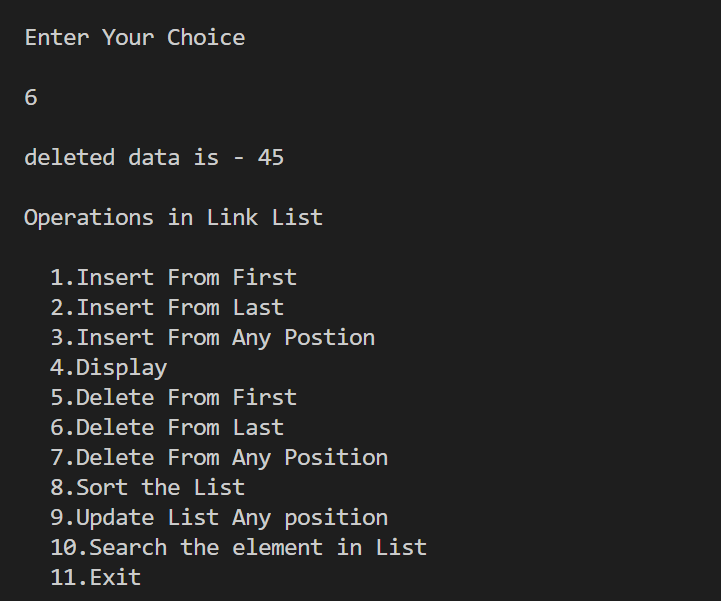 Enter Your Choice
6
deleted data is - 45
Operations in Link List
1.Insert From First
2.Insert From Last
3.Insert From Any Postion
4.Display
5.Delete From First
6.Delete From Last
7.Delete From Any Position
8.Sort the List
9.Update List Any position
10.Search the element in List
11.Exit